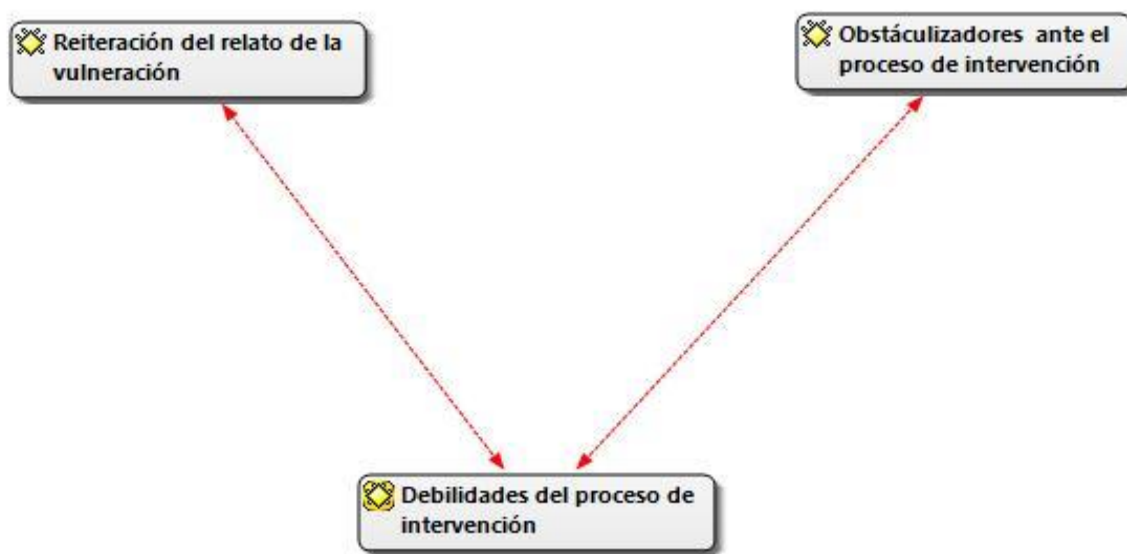 Reiteración del relato de la
vulneración
Obstáculizadores ante el
proceso de intervención
Debilidades del proceso de
intervención